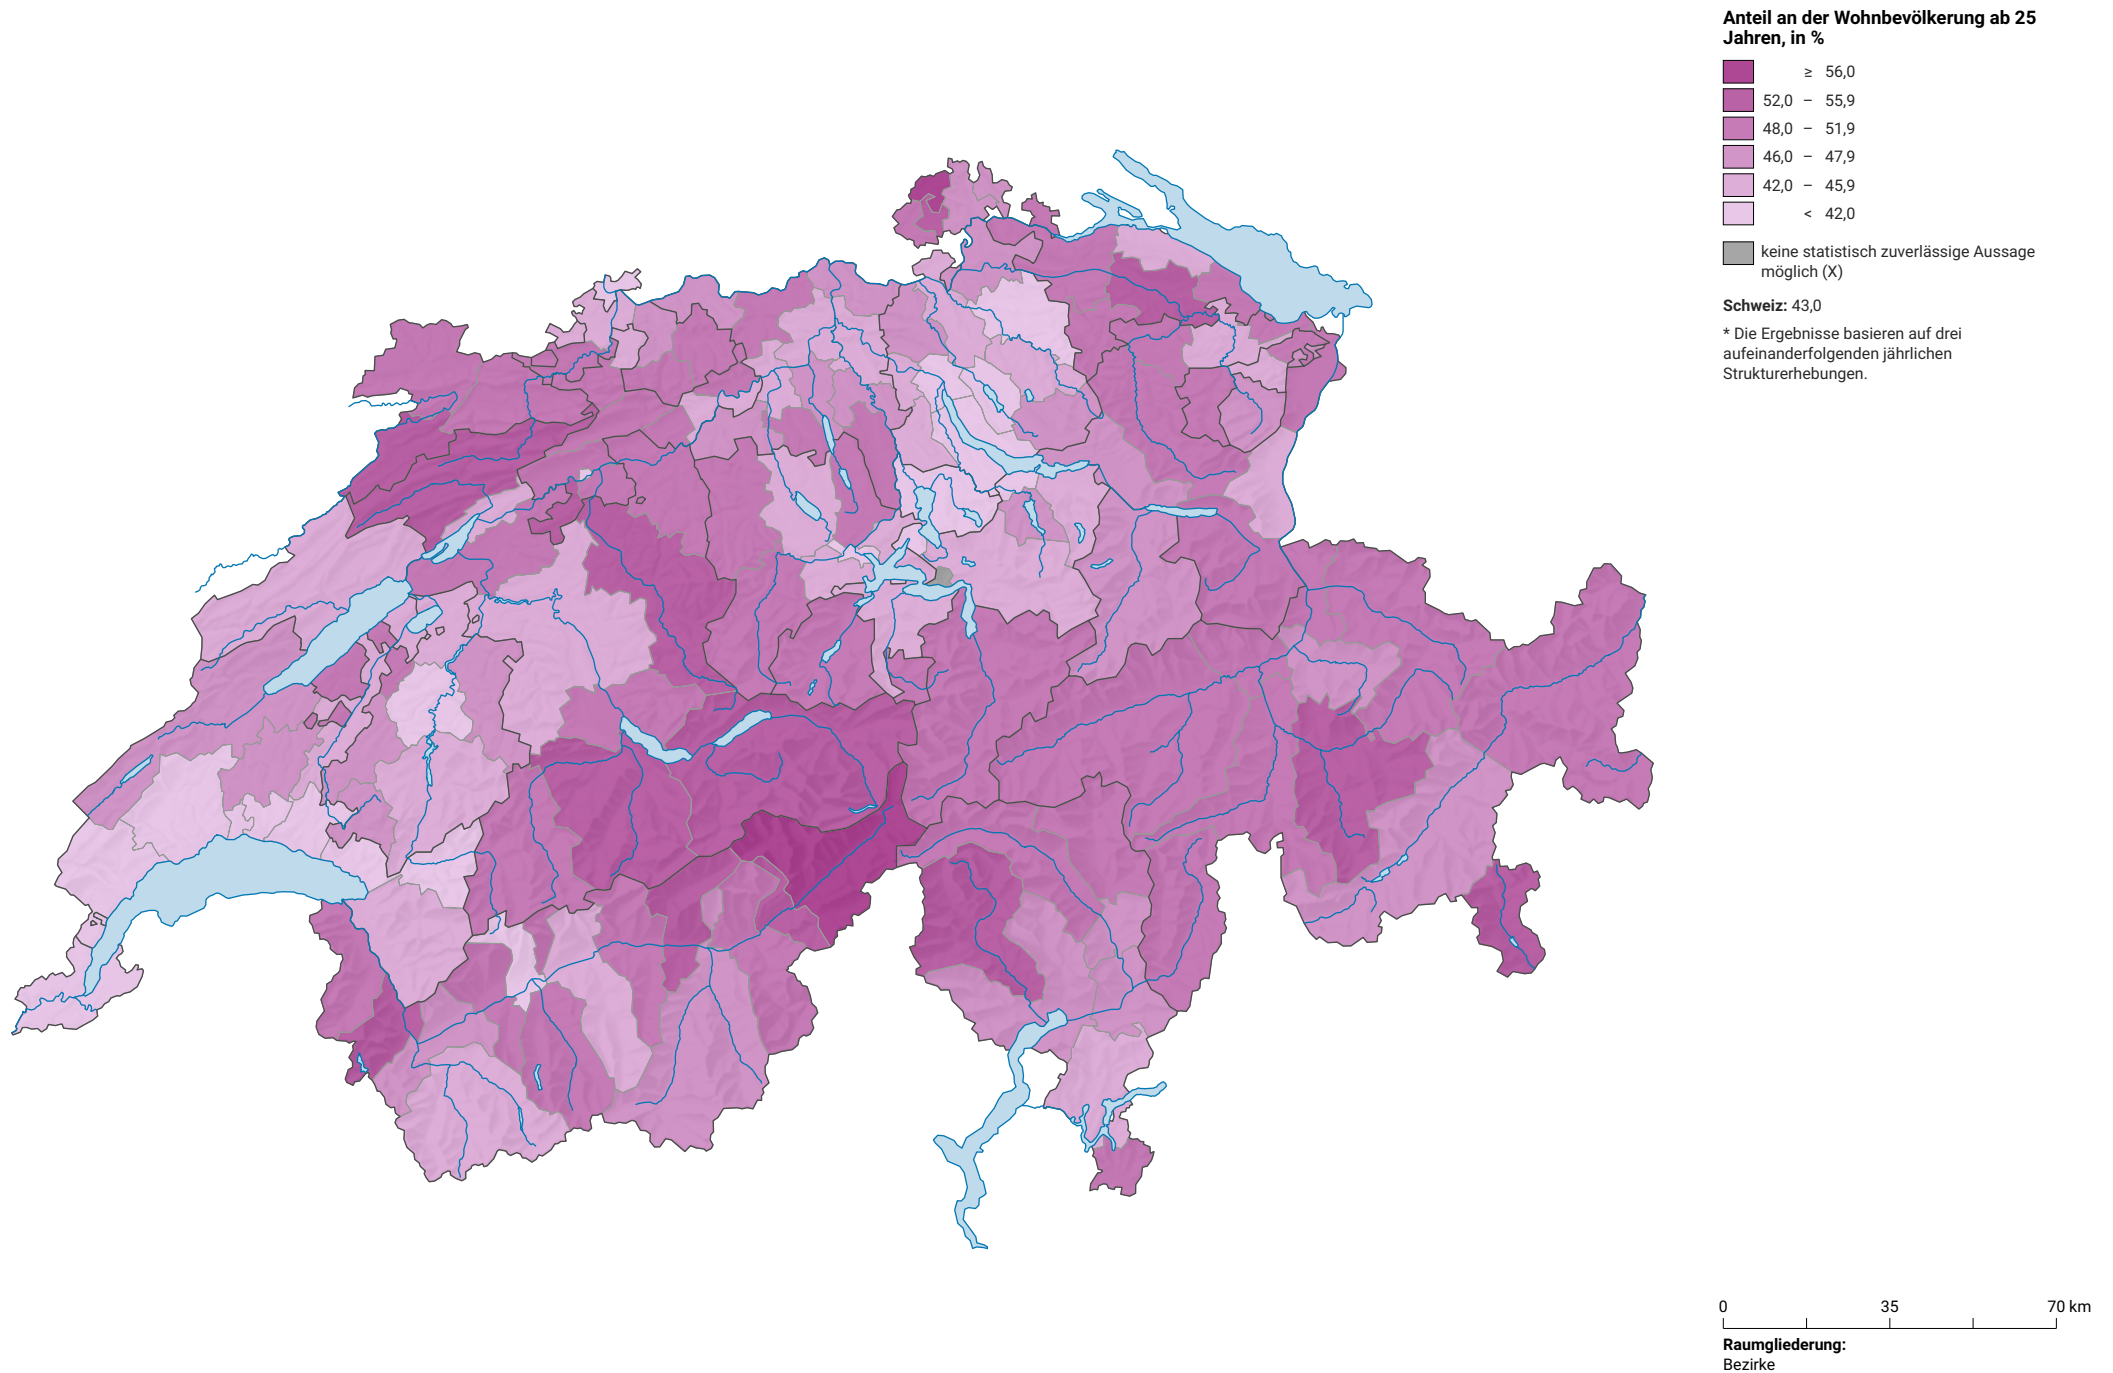 Anteil an der Wohnbevölkerung ab 25
Jahren, in %
≥ 56,0
52,0 – 55,9
48,0 – 51,9
46,0 – 47,9
42,0 – 45,9
< 42,0
keine statistisch zuverlässige Aussage
möglich (X)
Schweiz: 43,0
* Die Ergebnisse basieren auf drei
aufeinanderfolgenden jährlichen
Strukturerhebungen.
0 35 70 km
Raumgliederung:
Bezirke